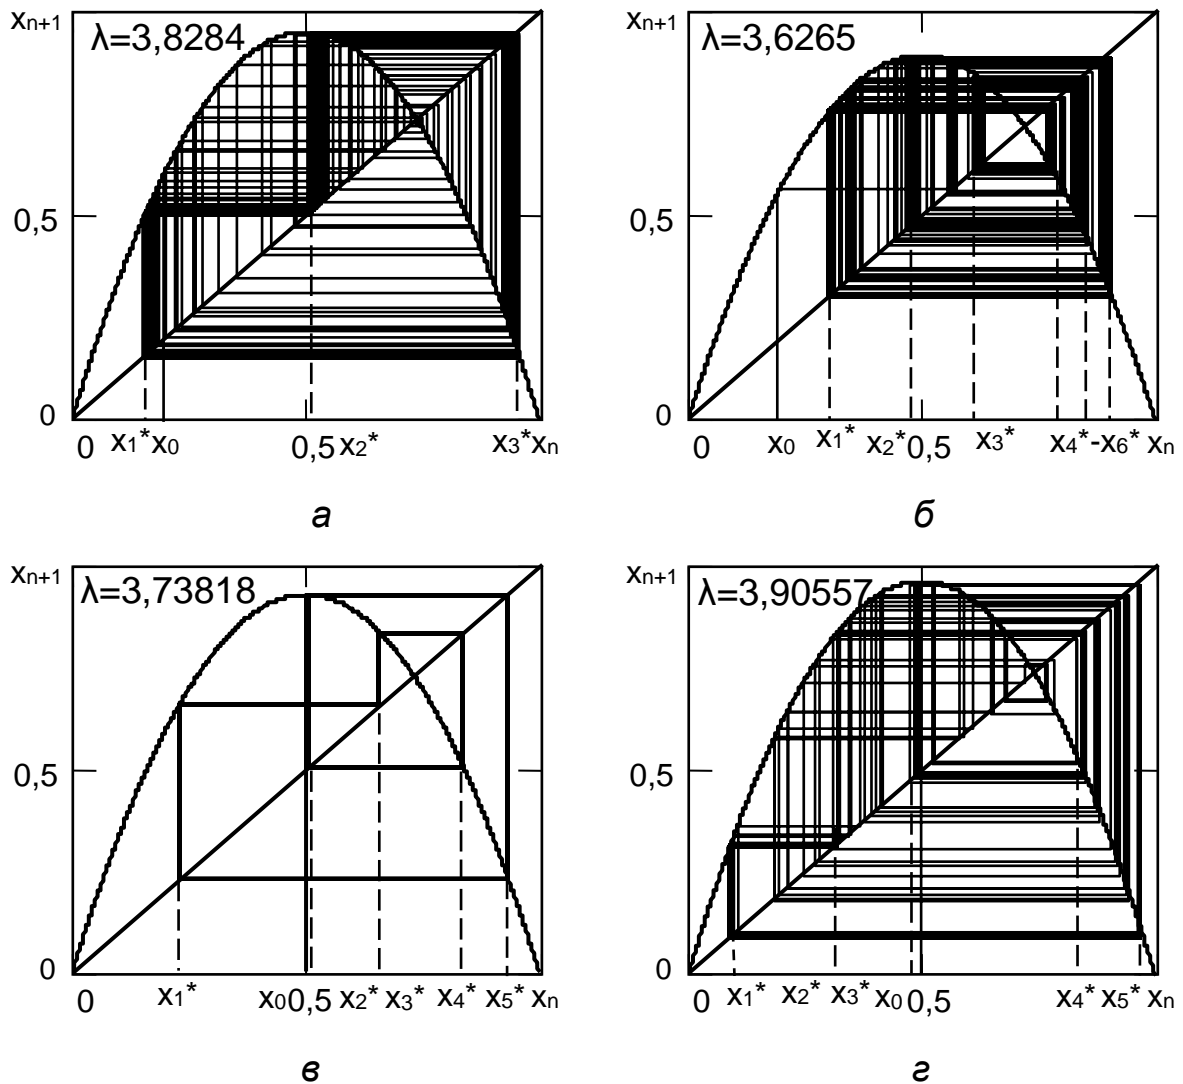 xn+1 λ=3,8284
0,5
0
0 x1* x0 0,5 x2* x3* xn
а
xn+1 λ=3,6265
0,5
0
0 x0 x1* x2* 0,5 x3* x4*-x6* xn
б
xn+1 λ=3,73818
0,5
0
0 x1* x0 0,5 x2* x3* x4* x5* xn
в
xn+1 λ=3,90557
0,5
0
0 x1* x2* x3* x0 0,5 x4* x5* xn
г